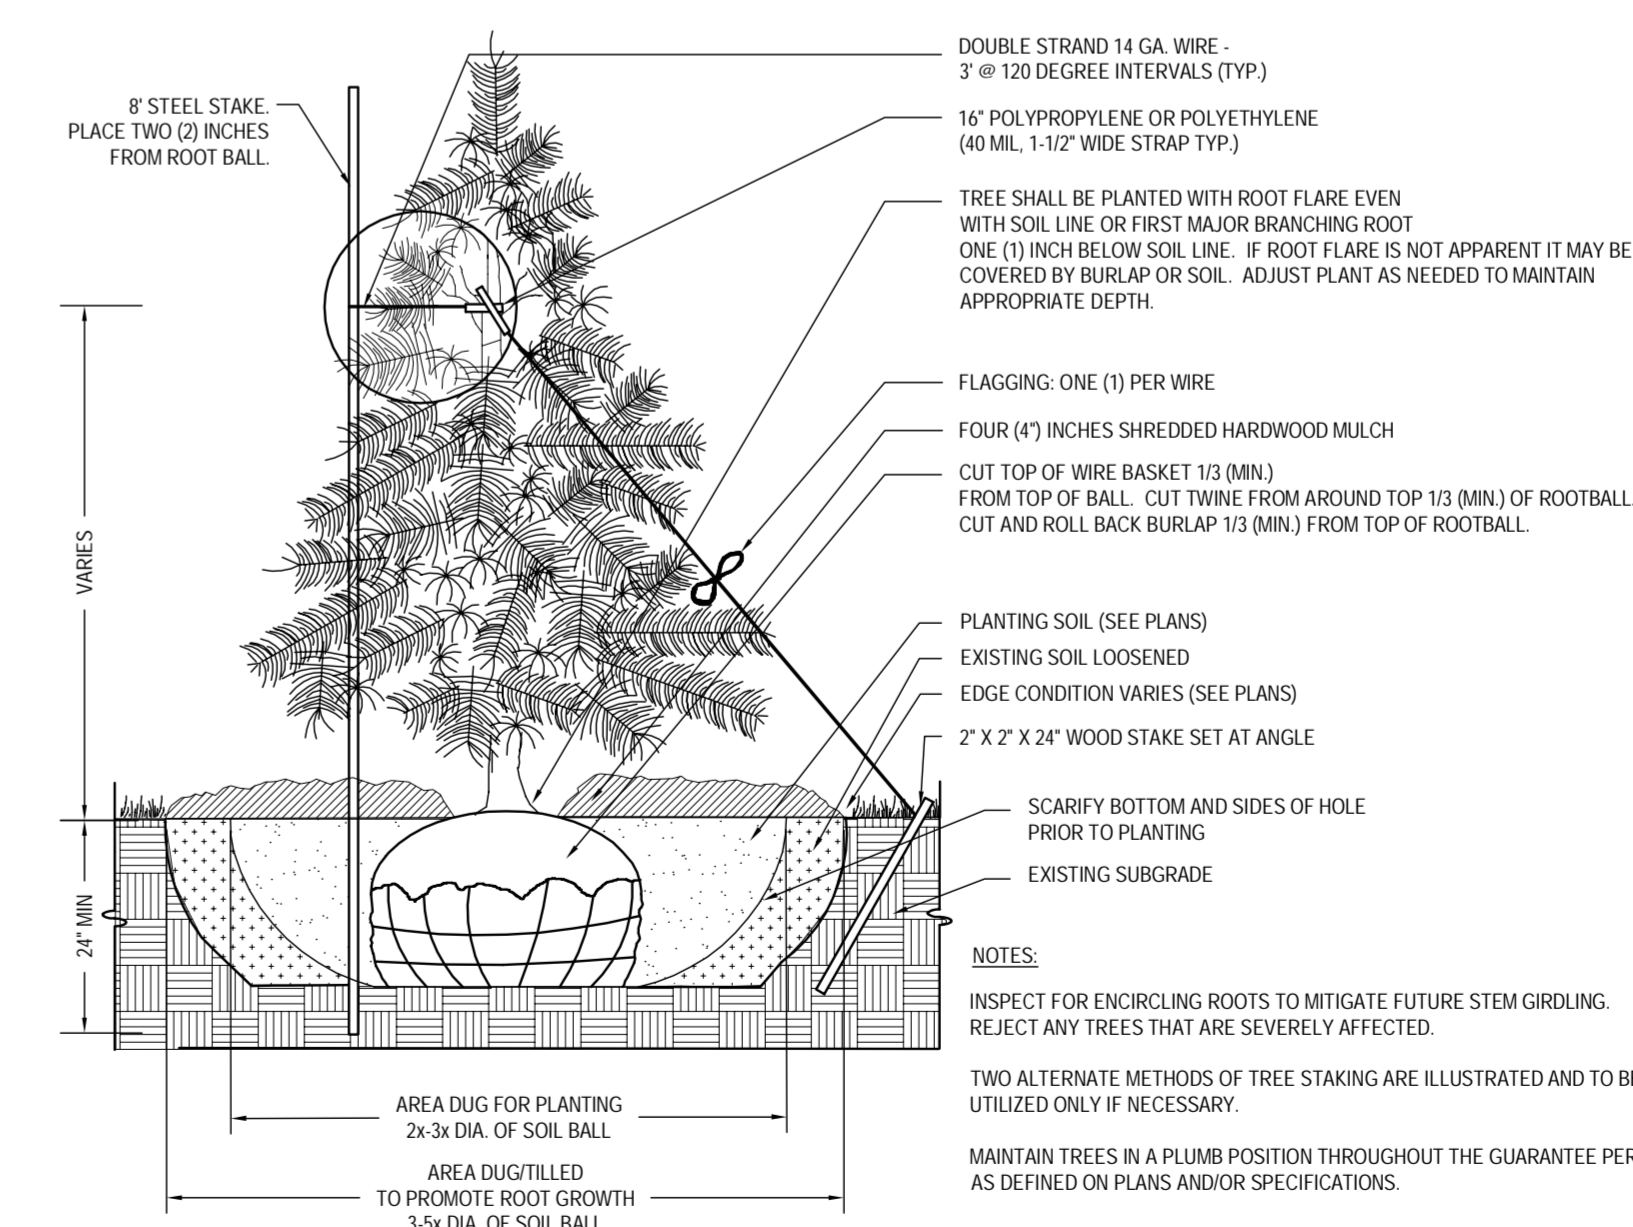 8' STEEL STAKE.
PLACE TWO (2) INCHES
FROM ROOT BALL.
DOUBLE STRAND 14 GA. WIRE -
3' @ 120 DEGREE INTERVALS (TYP.)
16" POLYPROPYLENE OR POLYETHYLENE
(40 MIL, 1-1/2" WIDE STRAP TYP.)
TREE SHALL BE PLANTED WITH ROOT FLARE EVEN
WITH SOIL LINE OR FIRST MAJOR BRANCHING ROOT
ONE (1) INCH BELOW SOIL LINE. IF ROOT FLARE IS NOT APPARENT IT MAY BE
COVERED BY BURLAP OR SOIL. ADJUST PLANT AS NEEDED TO MAINTAIN
APPROPRIATE DEPTH.
FLAGGING: ONE (1) PER WIRE
FOUR (4") INCHES SHREDDED HARDWOOD MULCH
CUT TOP OF WIRE BASKET 1/3 (MIN.)
FROM TOP OF BALL. CUT TWINE FROM AROUND TOP 1/3 (MIN.) OF ROOTBALL.
CUT AND ROLL BACK BURLAP 1/3 (MIN.) FROM TOP OF ROOTBALL.
VARIES
PLANTING SOIL (SEE PLANS)
EXISTING SOIL LOOSENED
EDGE CONDITION VARIES (SEE PLANS)
2" X 2" X 24" WOOD STAKE SET AT ANGLE
SCARIFY BOTTOM AND SIDES OF HOLE
PRIOR TO PLANTING
EXISTING SUBGRADE
24" MIN
NOTES:
INSPECT FOR ENCIRCLING ROOTS TO MITIGATE FUTURE STEM GIRDLING.
REJECT ANY TREES THAT ARE SEVERELY AFFECTED.
TWO ALTERNATE METHODS OF TREE STAKING ARE ILLUSTRATED AND TO BE
UTILIZED ONLY IF NECESSARY.
MAINTAIN TREES IN A PLUMB POSITION THROUGHOUT THE GUARANTEE PER
AS DEFINED ON PLANS AND/OR SPECIFICATIONS.
AREA DUG FOR PLANTING
2x-3x DIA. OF SOIL BALL
AREA DUG/TILLED
TO PROMOTE ROOT GROWTH
3-5x DIA. OF SOIL BALL